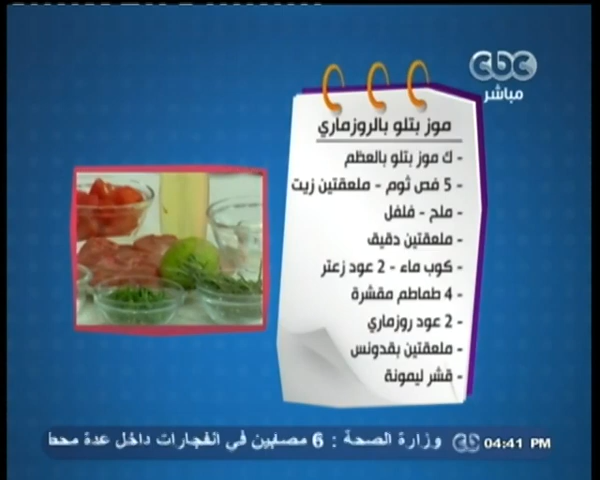 cbc
مباشر
موز بتلو بالروزماري
- ك موز بتلو بالعظم
- 5 فص ثوم - ملعقتين زيت
- ملح - فلفل
- ملعقتين دقيق
- كوب ماء - 2 عود زعتر
- 4 طماطم مقشرة
- 2 عود روزماري
- ملعقتين بقدونس
- قشر ليمونة
وزارة الصحة : 6 مصابين في انفجارات داخل عدة محط
cbc 04:41 PM